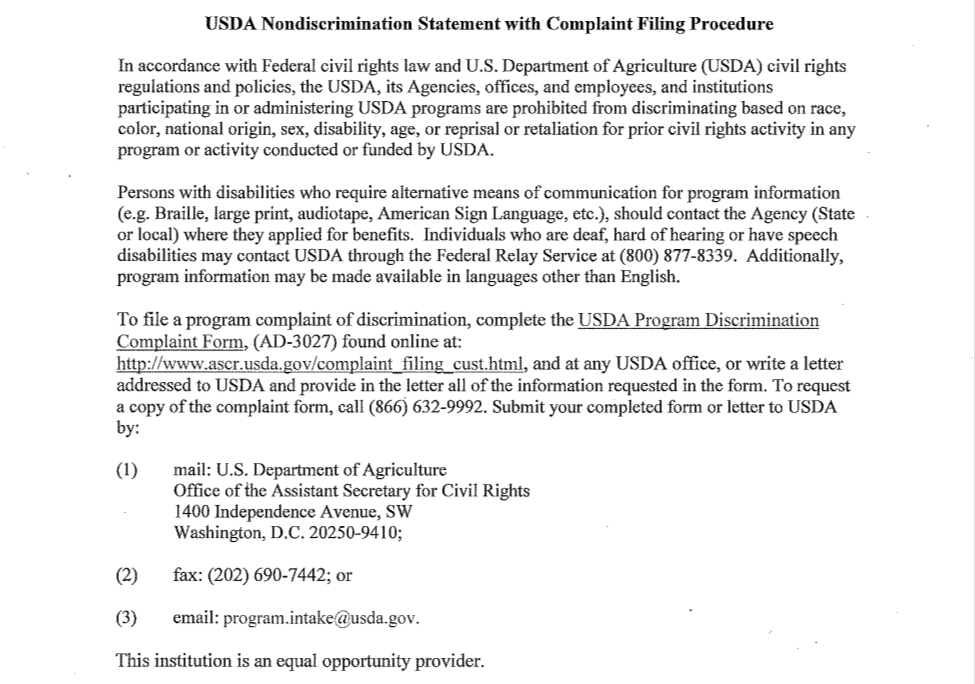 USDA Nondiscrimination Statement with Complaint Filing Procedure
In accordance with Federal civil rights law and U.S. Department of Agriculture (USDA) civil rights
regulations and policies, the USDA, its Agencies, offices, and employees, and institutions
participating in or administering USDA programs are prohibited from discriminating based on race,
color, national origin, sex, disability, age, or reprisal or retaliation for prior civil rights activity in any
program or activity conducted or funded by USDA.
Persons with disabilities who require alternative means of communication for program information
(e.g. Braille, large print, audiotape, American Sign Language, etc.), should contact the Agency (State
or local) where they applied for benefits.  Individuals who are deaf, hard of hearing or have speech
disabilities may contact USDA through the Federal Relay Service at (800) 877-8339.  Additionally,
program information may be made available in languages other than English.
To file a program complaint of discrimination, complete the USDA Program Discrimination
Complaint Form, (AD-3027) found online at:
http://www.ascr.usda.gov/complaint_filing_cust.html, and at any USDA office, or write a letter
addressed to USDA and provide in the letter all of the information requested in the form. To request
a copy of the complaint form, call (866) 632-9992. Submit your completed form or letter to USDA
by:
(1) mail: U.S. Department of Agriculture
Office of the Assistant Secretary for Civil Rights
1400 Independence Avenue, SW
Washington, D.C. 20250-9410;
(2) fax: (202) 690-7442; or
(3) email: program.intake@usda.gov.
This institution is an equal opportunity provider.